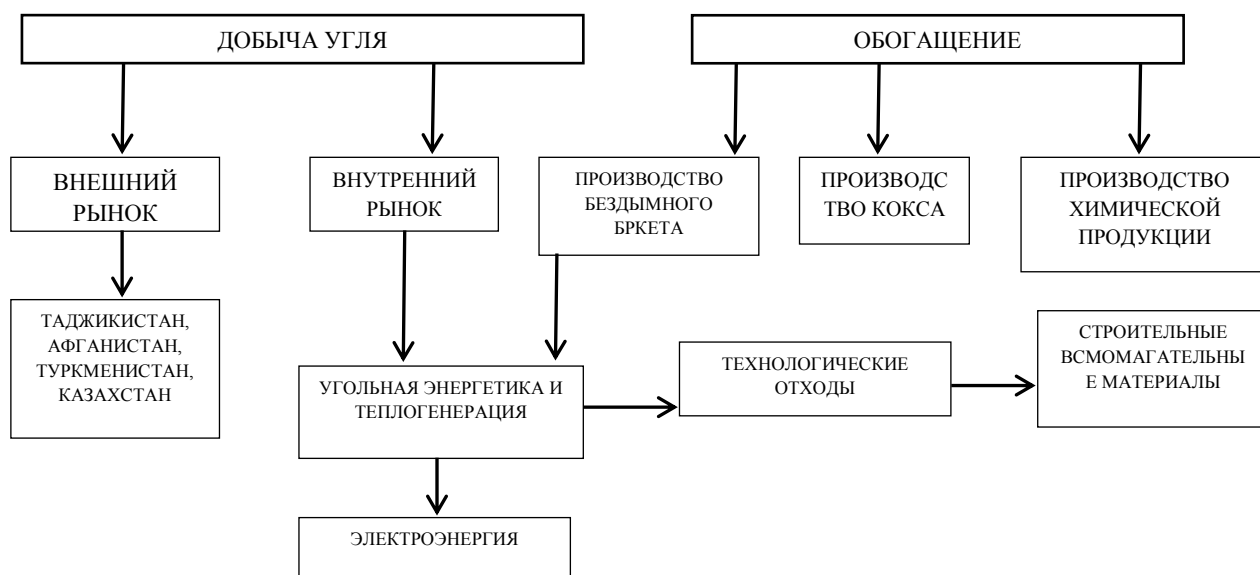 ДОБЫЧА УГЛЯ
ОБОГАЩЕНИЕ
ВНЕШНИЙ
РЫНОК
ВНУТРЕННИЙ
РЫНОК
ПРОИЗВОДСТВО
БЕЗДЫМНОГО
БРКЕТА
ПРОИЗВОДС
ТВО КОКСА
ПРОИЗВОДСТВО
ХИМИЧЕСКОЙ
ПРОДУКЦИИ
ТАДЖИКИСТАН,
АФГАНИСТАН,
ТУРКМЕНИСТАН,
КАЗАХСТАН
УГОЛЬНАЯ ЭНЕРГЕТИКА И
ТЕПЛОГЕНЕРАЦИЯ
ТЕХНОЛОГИЧЕСКИЕ
ОТХОДЫ
СТРОИТЕЛЬНЫЕ
ВСМОМАГАТЕЛЬНЫ
Е МАТЕРИАЛЫ
ЭЛЕКТРОЭНЕРГИЯ